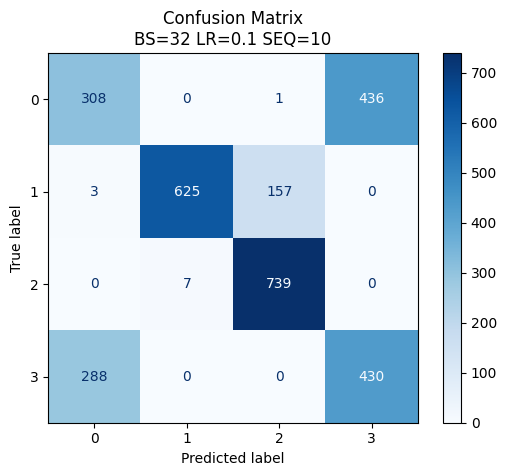 Confusion Matrix
BS=32 LR=0.1 SEQ=10
0 308 0 1 436
1 3 625 157 0
2 0 7 739 0
3 288 0 0 430
0 1 2 3
Predicted label
True label
700
600
500
400
300
200
100
0